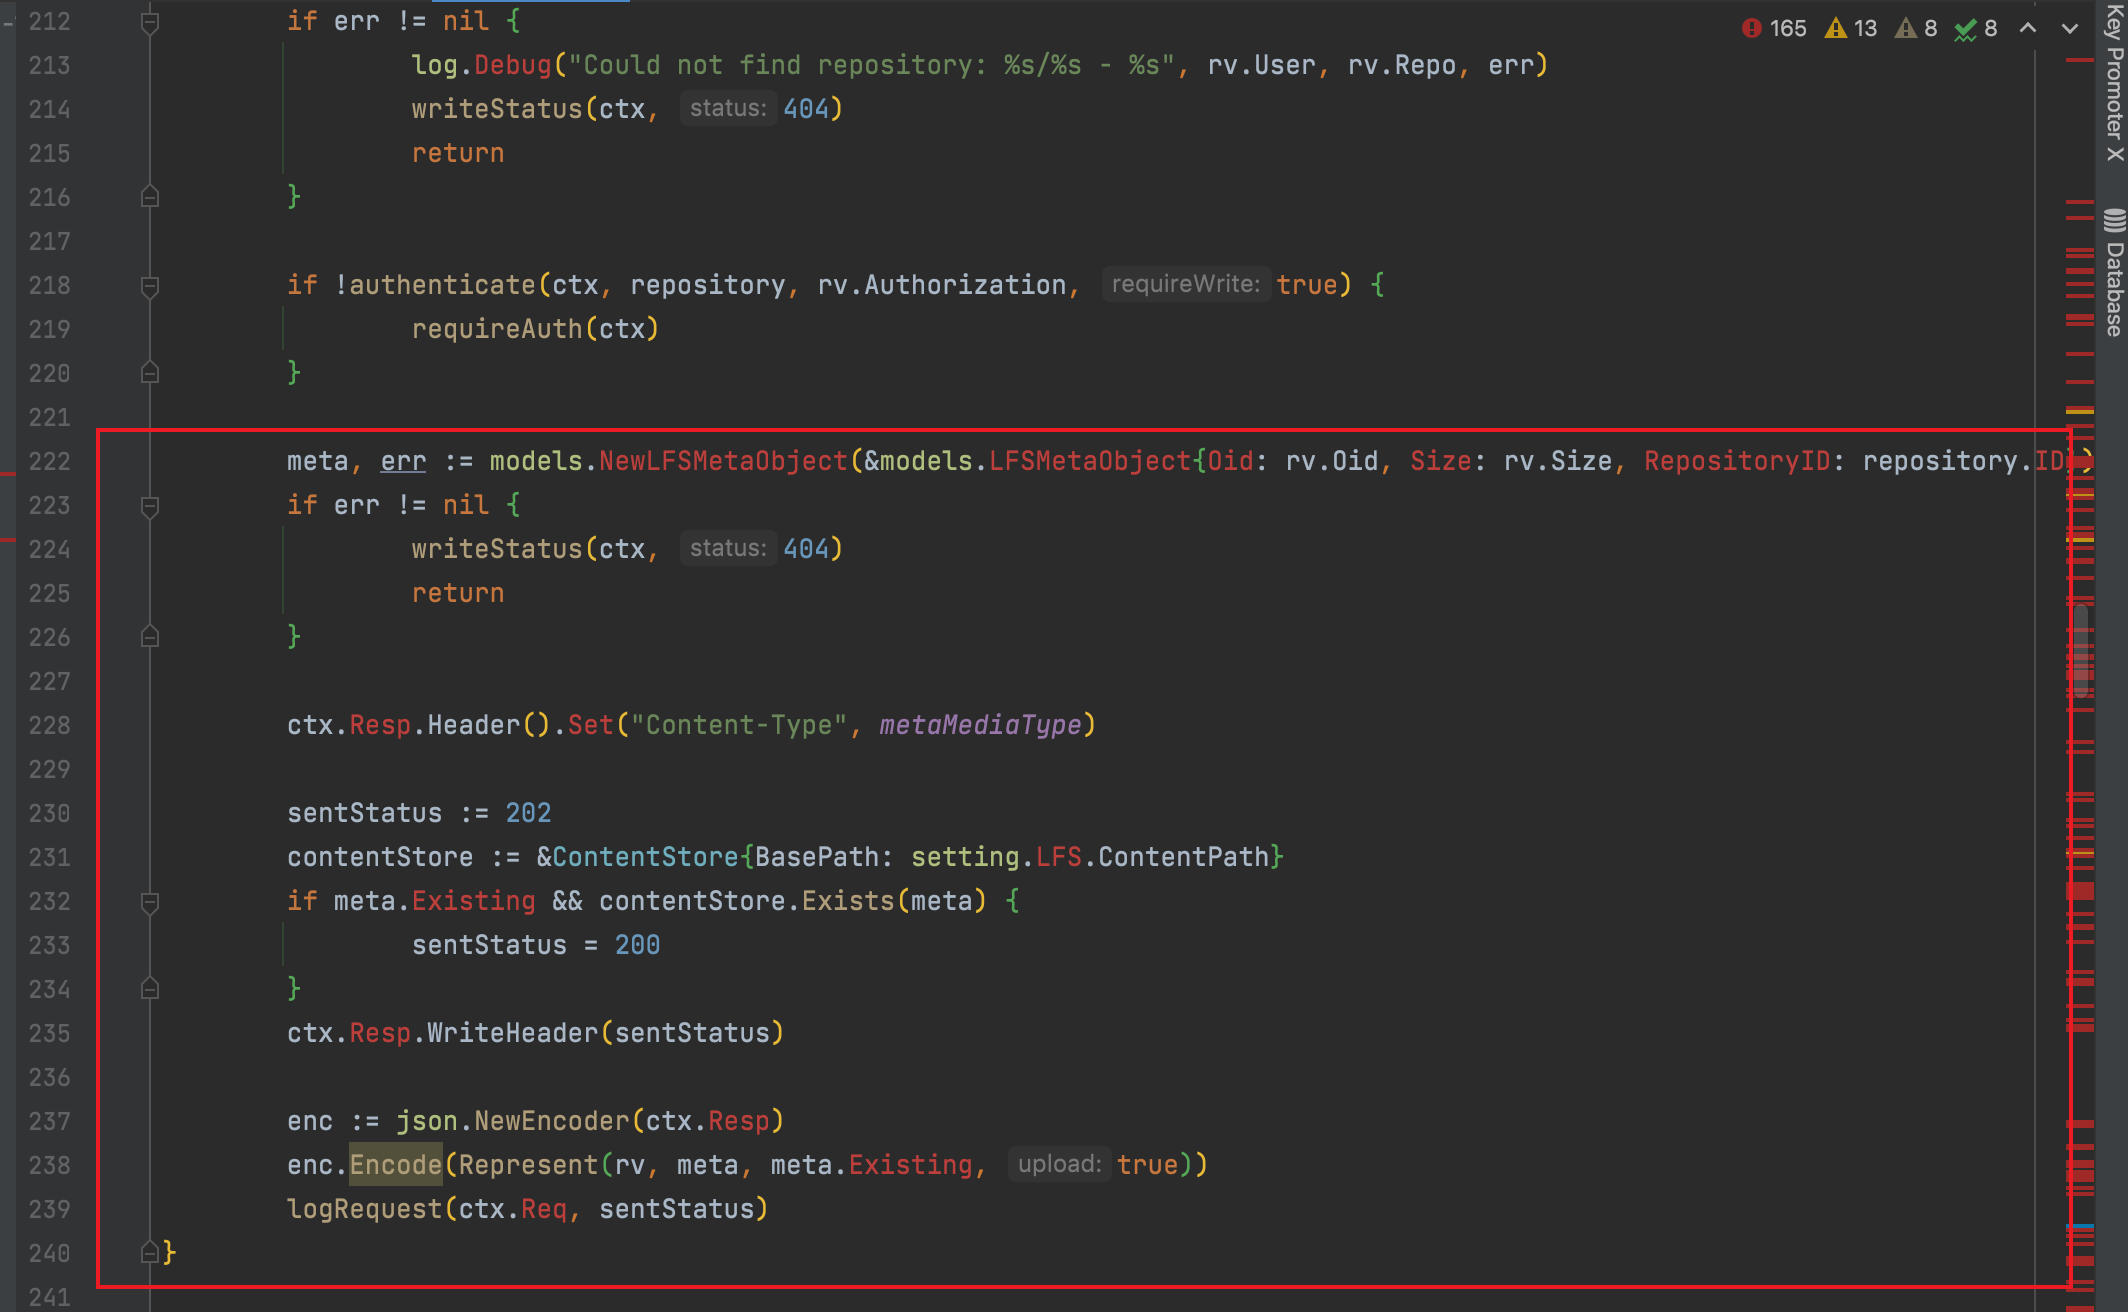 165 13 8 8
212 if err != nil {
213 log.Debug("Could not find repository: %s/%s - %s", rv.User, rv.Repo, err)
214 writeStatus(ctx, status: 404)
215 return
216 }
217
218 if !authenticate(ctx, repository, rv.Authorization, requireWrite: true) {
219 requireAuth(ctx)
220 }
221
222 meta, err := models.NewLFSMetaObject(&models.LFSMetaObject{Oid: rv.Oid, Size: rv.Size, RepositoryID: repository.ID})
223 if err != nil {
224 writeStatus(ctx, status: 404)
225 return
226 }
227
228 ctx.Resp.Header().Set("Content-Type", metaMediaType)
229
230 sentStatus := 202
231 contentStore := &ContentStore{BasePath: setting.LFS.ContentPath}
232 if meta.Existing && contentStore.Exists(meta) {
233 sentStatus = 200
234 }
235 ctx.Resp.WriteHeader(sentStatus)
236
237 enc := json.NewEncoder(ctx.Resp)
238 enc.Encode(Represent(rv, meta, meta.Existing, upload: true))
239 logRequest(ctx.Req, sentStatus)
240 }
241
Key Promoter X
Database